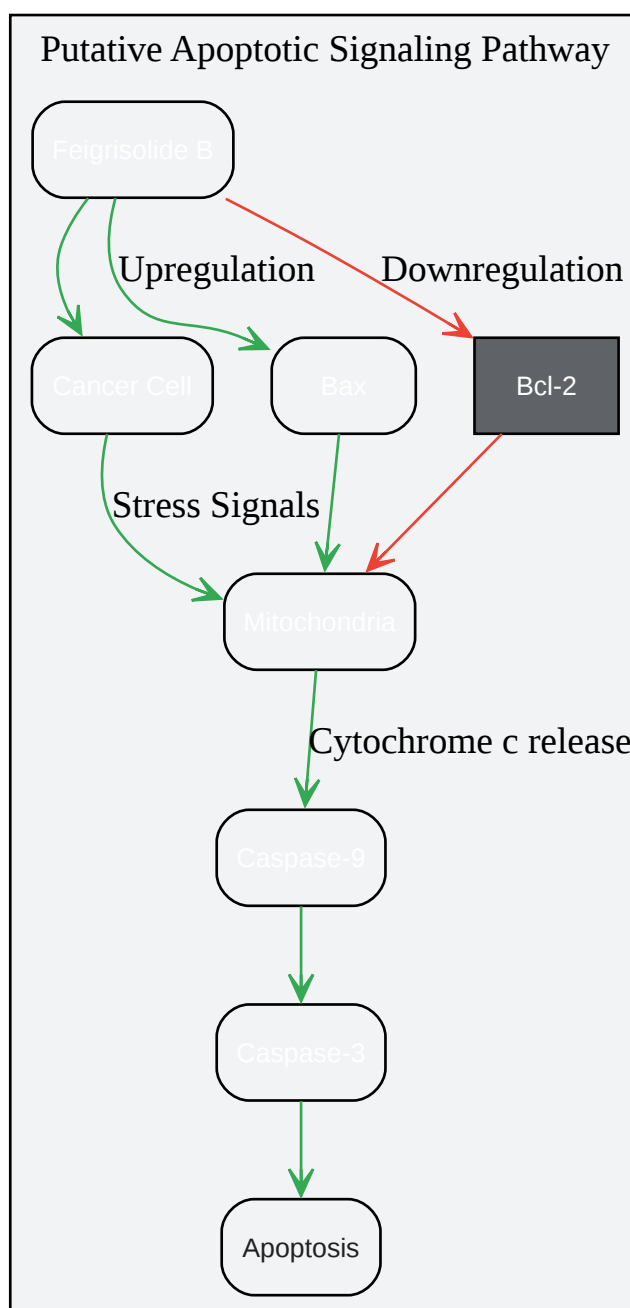 Putative Apoptotic Signaling Pathway
Feigrisolide B
Upregulation
Downregulation
Cancer Cell
Bax
Bcl-2
Stress Signals
Mitochondria
Cytochrome c release
Caspase-9
Caspase-3
Apoptosis